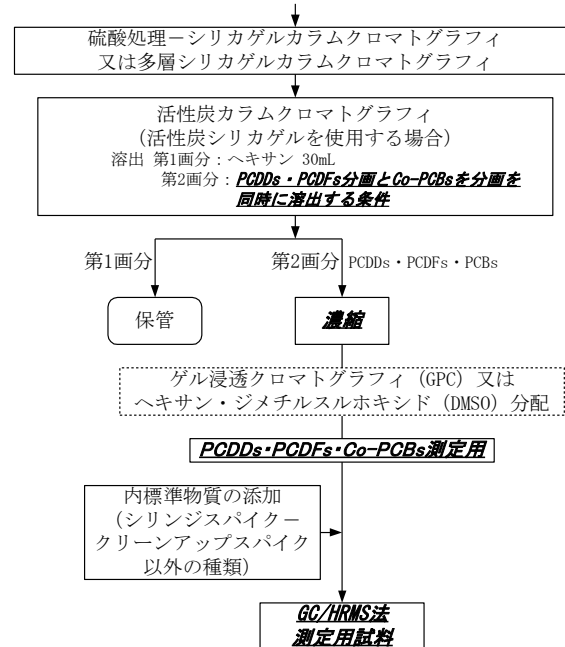 硫酸処理－シリカゲルカラムクロマトグラフィ
又は多層シリカゲルカラムクロマトグラフィ
活性炭カラムクロマトグラフィ
（活性炭シリカゲルを使用する場合）
溶出 第1画分：ヘキサン 30mL
第2画分：PCDDs・PCDFs分画とCo-PCBsを分画を
同時に溶出する条件
第1画分
第2画分 PCDDs・PCDFs・PCBs
保管
濃縮
ゲル浸透クロマトグラフィ（GPC）又は
ヘキサン・ジメチルスルホキシド（DMSO）分配
PCDDs・PCDFs・Co-PCBs測定用
内標準物質の添加
（シリンジスパイク－
クリーンアップスパイク
以外の種類）
GC/HRMS法
測定用試料